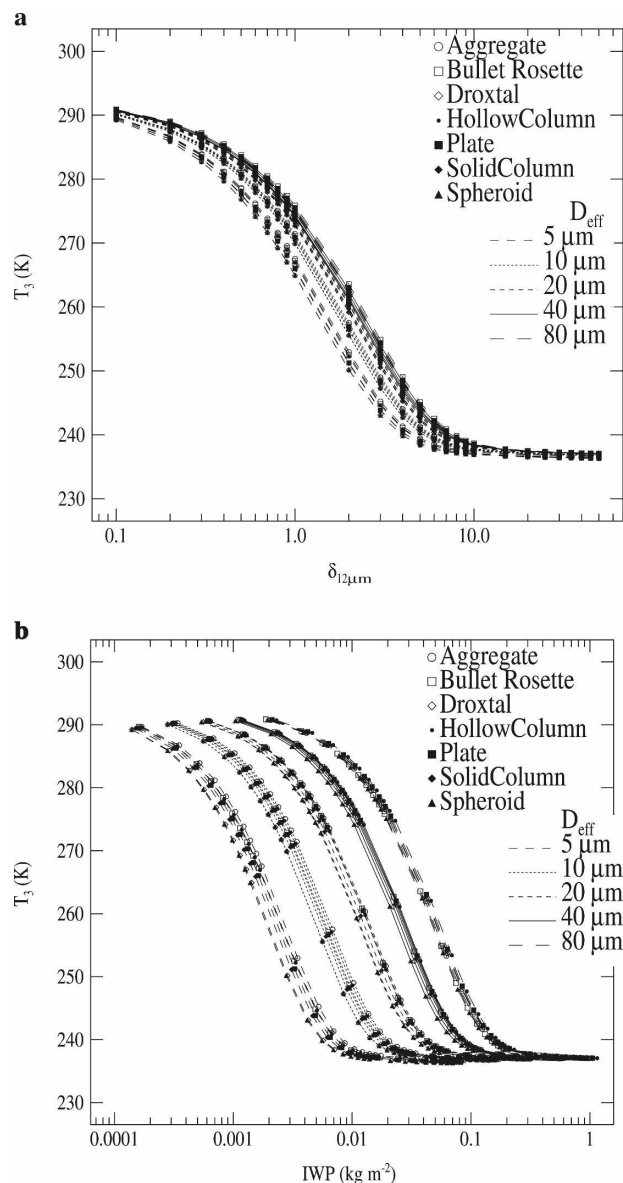 a
300
290
280
270
260
250
240
230
T₃ (K)
Aggregate
Bullet Rosette
Droxtal
HollowColumn
Plate
SolidColumn
Spheroid
D_eff
5 µm
10 µm
20 µm
40 µm
80 µm
0.1
1.0
10.0
δ₁₂µm
b
300
290
280
270
260
250
240
230
T₃ (K)
Aggregate
Bullet Rosette
Droxtal
HollowColumn
Plate
SolidColumn
Spheroid
D_eff
5 µm
10 µm
20 µm
40 µm
80 µm
0.0001
0.001
0.01
0.1
1
IWP (kg m⁻²)